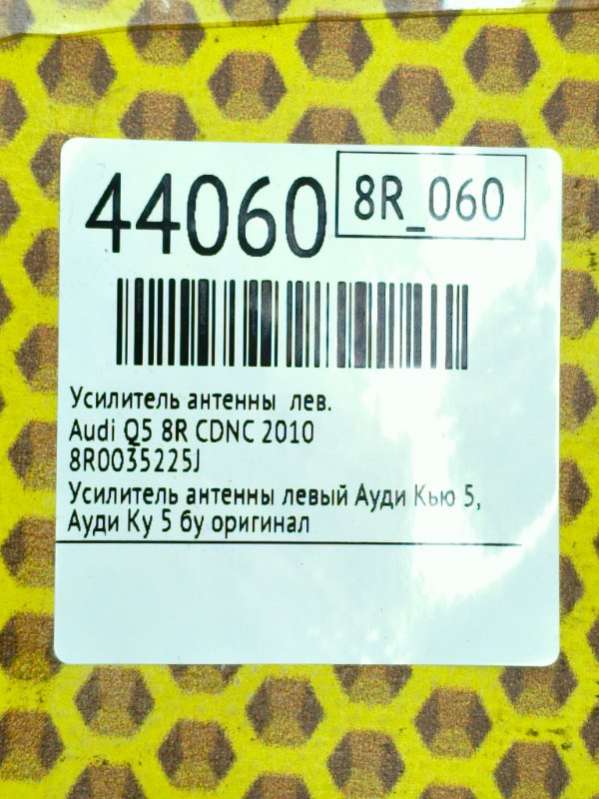 44060
8R_060
Усилитель антенны лев.
Audi Q5 8R CDNC 2010
8R0035225J
Усилитель антенны левый Ауди Кью 5,
Ауди Ку 5 бу оригинал